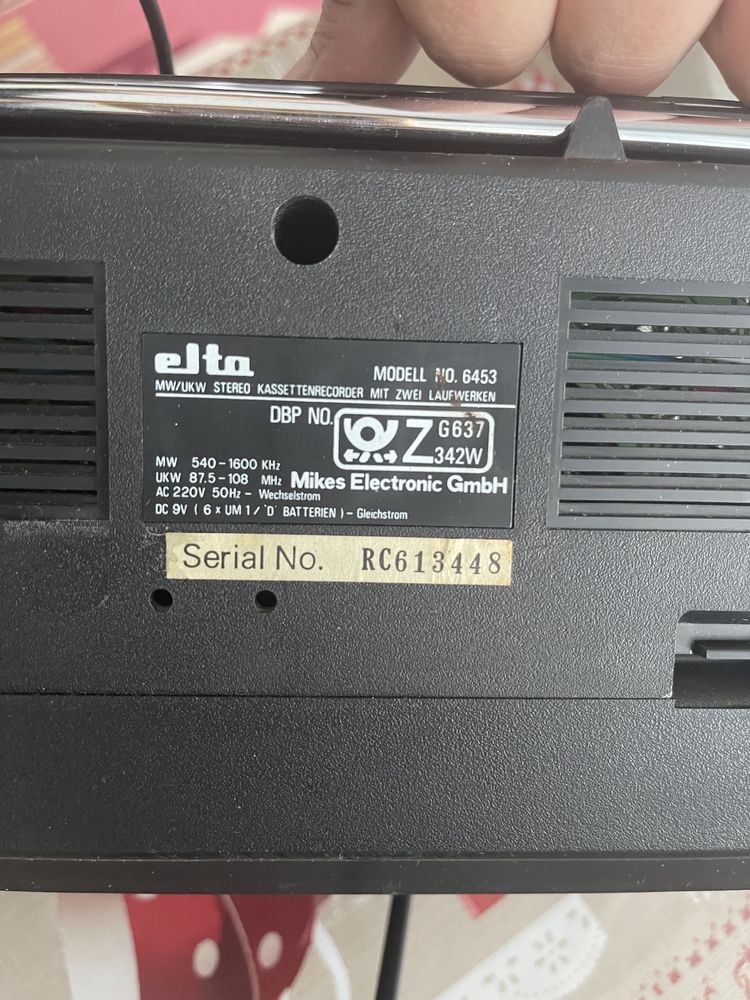 elta
MODELL NO. 6453
MW/UKW STEREO KASSETTENRECORDER MIT ZWEI LAUFWERKEN
DBP NO. Z G637
342W
MW 540-1600 KHz
UKW 87.5-108 MHz Mikes Electronic GmbH
AC 220V 50Hz - Wechselstrom
DC 9V ( 6 x UM 1 / 'D' BATTERIEN ) - Gleichstrom
Serial No. RC613448